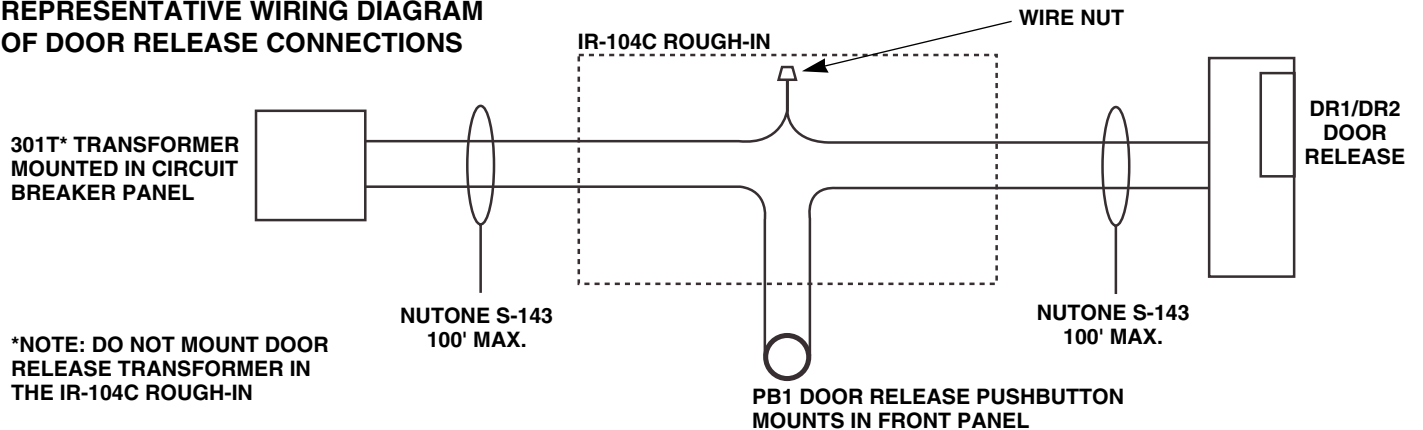 REPRESENTATIVE WIRING DIAGRAM
OF DOOR RELEASE CONNECTIONS
WIRE NUT
IR-104C ROUGH-IN
301T* TRANSFORMER
MOUNTED IN CIRCUIT
BREAKER PANEL
DR1/DR2
DOOR
RELEASE
NUTONE S-143
100' MAX.
NUTONE S-143
100' MAX.
*NOTE: DO NOT MOUNT DOOR
RELEASE TRANSFORMER IN
THE IR-104C ROUGH-IN
PB1 DOOR RELEASE PUSHBUTTON
MOUNTS IN FRONT PANEL